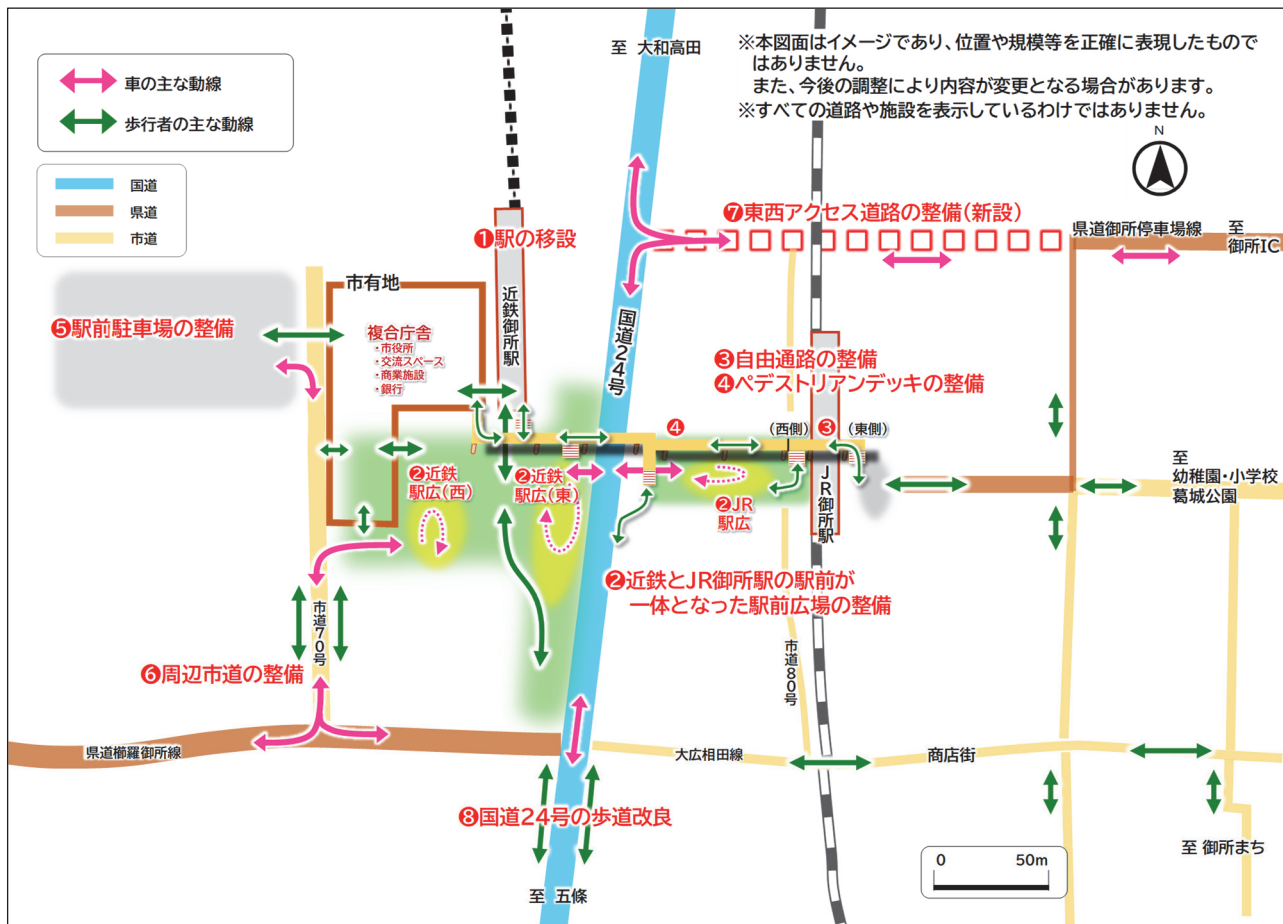 車の主な動線
歩行者の主な動線
国道
県道
市道
至 大和高田
※本図面はイメージであり、位置や規模等を正確に表現したもので
はありません。
また、今後の調整により内容が変更となる場合があります。
※すべての道路や施設を表示しているわけではありません。
N
❼東西アクセス道路の整備(新設)
県道御所停車場線
至
御所IC
❶駅の移設
近鉄御所駅
国道24号
市有地
❺駅前駐車場の整備
複合庁舎
・市役所
・交流スペース
・商業施設
・銀行
❸自由通路の整備
❹ペデストリアンデッキの整備
❹
(西側)
❸
(東側)
❷近鉄
駅広(西)
❷近鉄
駅広(東)
❷JR
駅広
JR御所駅
至
幼稚園・小学校
葛城公園
❷近鉄とJR御所駅の駅前が
一体となった駅前広場の整備
市道70号
❻周辺市道の整備
市道80号
県道櫛羅御所線
大広相田線
商店街
❽国道24号の歩道改良
至 五條
至 御所まち
0 50m